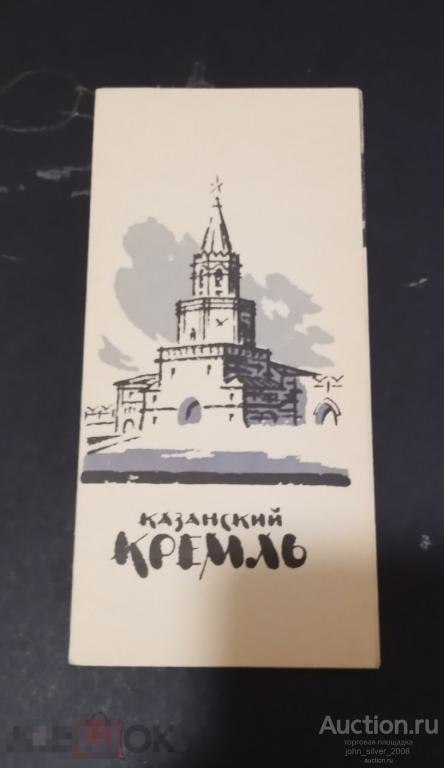 КАЗАНСКИЙ
КРЕМЛЬ
Auction.ru
торговая площадка
john_silver_2008
auction.ru